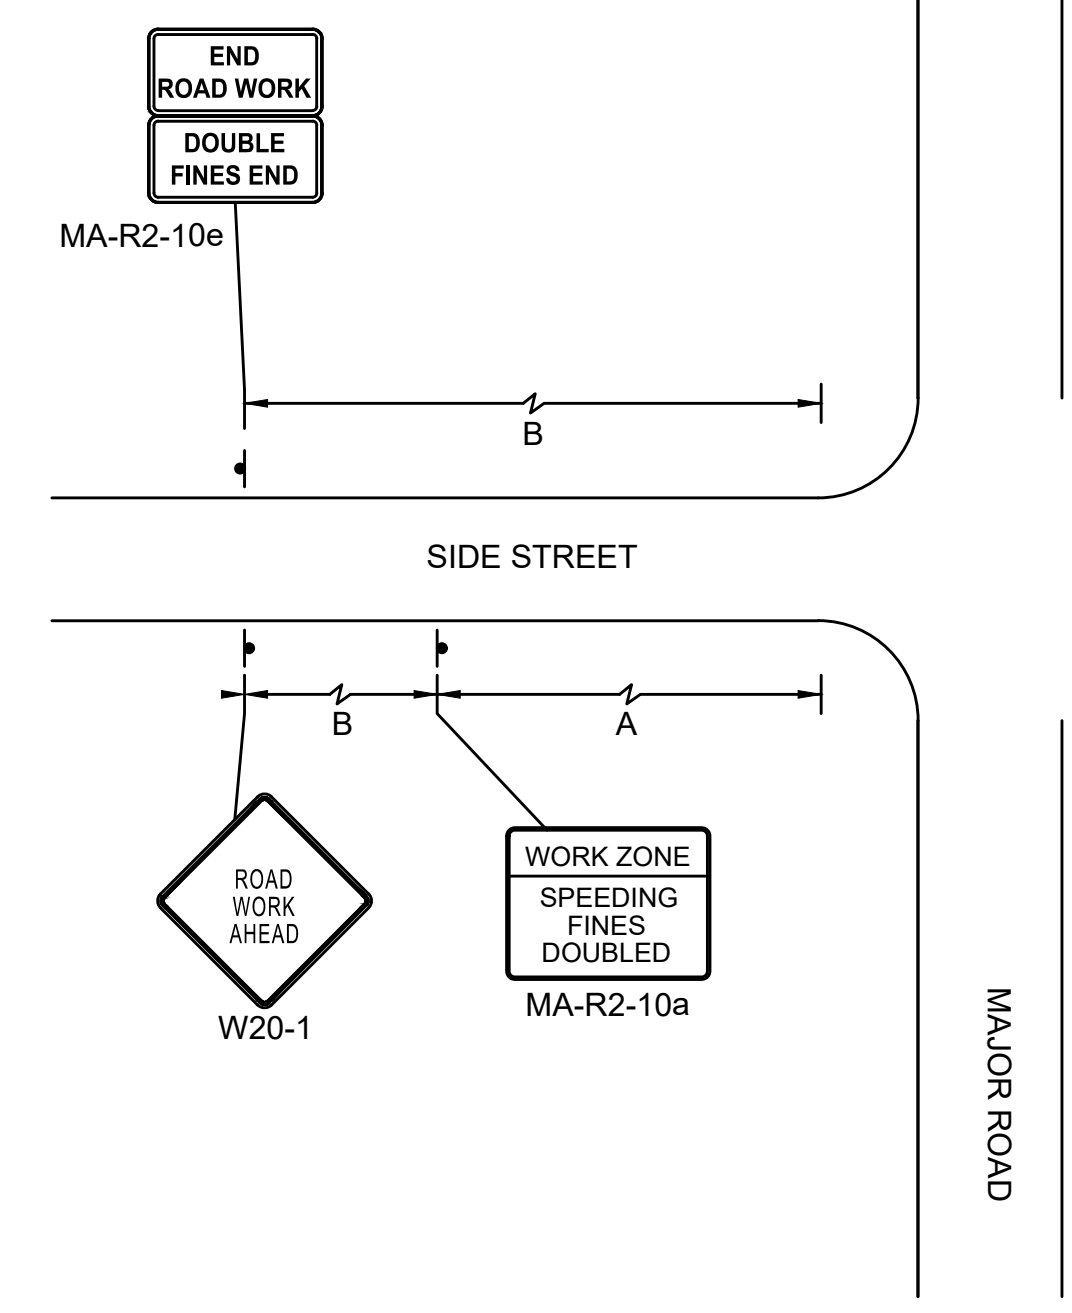 END
ROAD WORK
DOUBLE
FINES END
MA-R2-10e
B
SIDE STREET
B
A
ROAD
WORK
AHEAD
W20-1
WORK ZONE
SPEEDING
FINES
DOUBLED
MA-R2-10a
MAJOR ROAD